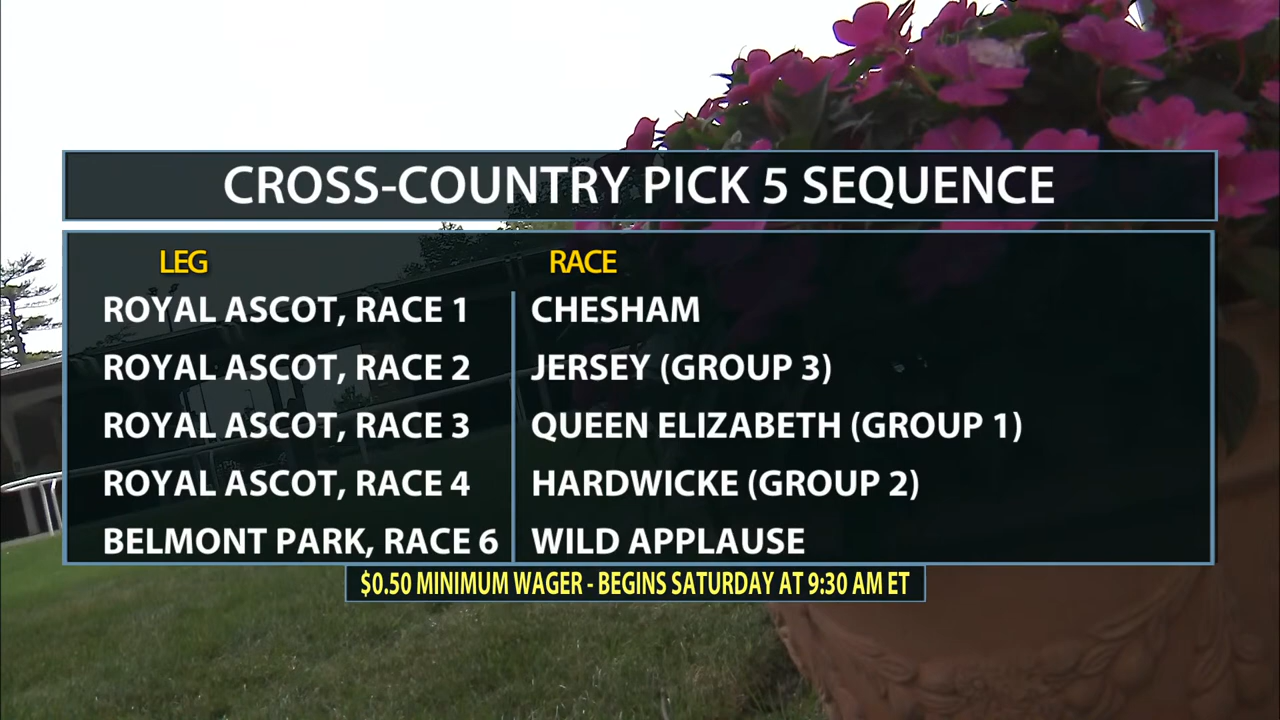 CROSS-COUNTRY PICK 5 SEQUENCE
LEG RACE
ROYAL ASCOT, RACE 1 CHESHAM
ROYAL ASCOT, RACE 2 JERSEY (GROUP 3)
ROYAL ASCOT, RACE 3 QUEEN ELIZABETH (GROUP 1)
ROYAL ASCOT, RACE 4 HARDWICKE (GROUP 2)
BELMONT PARK, RACE 6 WILD APPLAUSE
$0.50 MINIMUM WAGER - BEGINS SATURDAY AT 9:30 AM ET